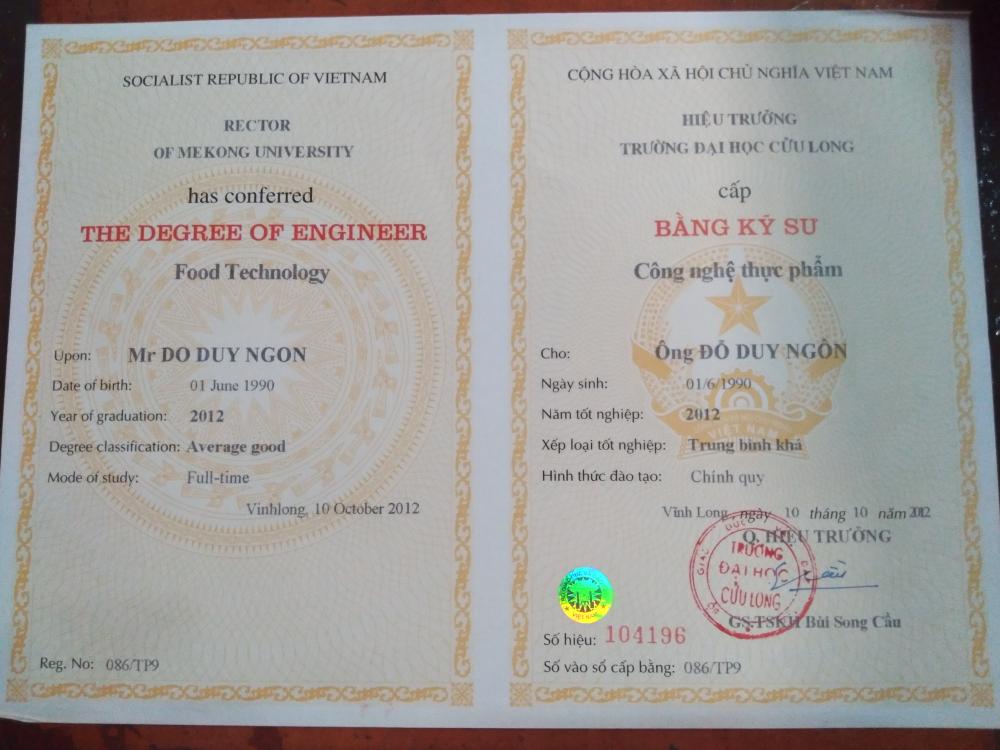 SOCIALIST REPUBLIC OF VIETNAM
RECTOR
OF MEKONG UNIVERSITY
has conferred
THE DEGREE OF ENGINEER
Food Technology
Upon: Mr DO DUY NGON
Date of birth: 01 June 1990
Year of graduation: 2012
Degree classification: Average good
Mode of study: Full-time
Vinhlong, 10 October 2012
Reg. No: 086/TP9
CỘNG HÒA XÃ HỘI CHỦ NGHĨA VIỆT NAM
HIỆU TRƯỞNG
TRƯỜNG ĐẠI HỌC CỬU LONG
cấp
BẰNG KỸ SƯ
Công nghệ thực phẩm
Cho: Ông ĐỖ DUY NGÔN
Ngày sinh: 01/6/1990
Năm tốt nghiệp: 2012
VIỆT NAM
Xếp loại tốt nghiệp: Trung bình khá
Hình thức đào tạo: Chính quy
Vĩnh Long, ngày 10 tháng 10 năm 2012
Q. HIỆU TRƯỞNG
TRƯỜNG
ĐẠI HỌC
CỬU LONG
GS.TSKH Bùi Song Cầu
VIETNAM
Số hiệu: 104196
Số vào sổ cấp bằng: 086/TP9